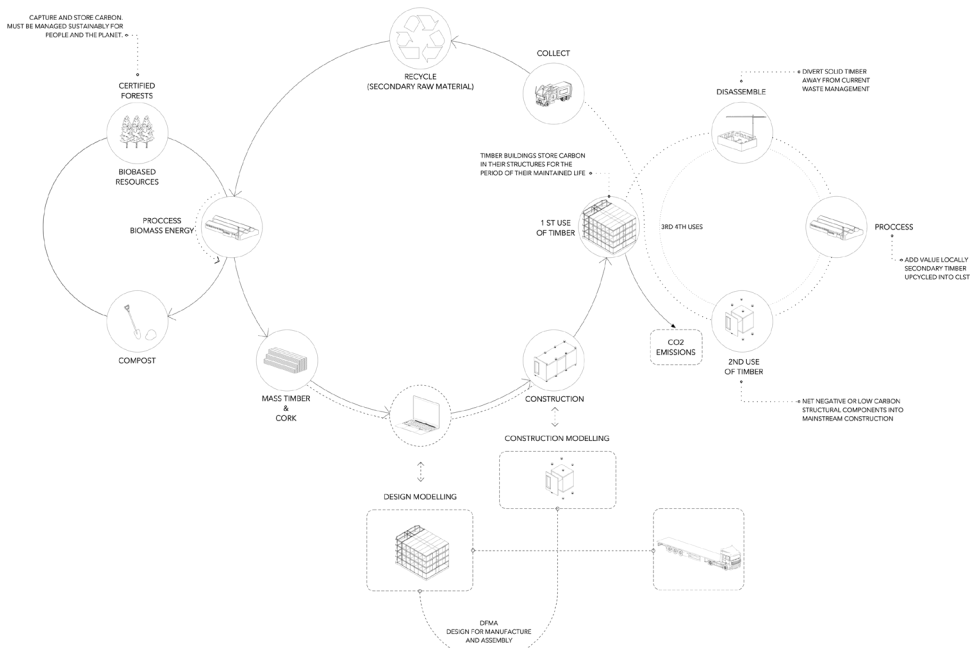 CAPTURE AND STORE CARBON.
MUST BE MANAGED SUSTAINABLY FOR
PEOPLE AND THE PLANET.
CERTIFIED
FORESTS
BIOBASED
RESOURCES
PROCCESS
BIOMASS ENERGY
COMPOST
RECYCLE
(SECONDARY RAW MATERIAL)
COLLECT
TIMBER BUILDINGS STORE CARBON
IN THEIR STRUCTURES FOR THE
PERIOD OF THEIR MAINTAINED LIFE
1 ST USE
OF TIMBER
3RD 4TH USES
DISASSEMBLE
DIVERT SOLID TIMBER
AWAY FROM CURRENT
WASTE MANAGEMENT
PROCCESS
ADD VALUE LOCALLY
SECONDARY TIMBER
UPCYCLED INTO CLST
2ND USE
OF TIMBER
NET NEGATIVE OR LOW CARBON
STRUCTURAL COMPONENTS INTO
MAINSTREAM CONSTRUCTION
CO2
EMISSIONS
MASS TIMBER
&
CORK
CONSTRUCTION
CONSTRUCTION MODELLING
DESIGN MODELLING
DFMA
DESIGN FOR MANUFACTURE
AND ASSEMBLY